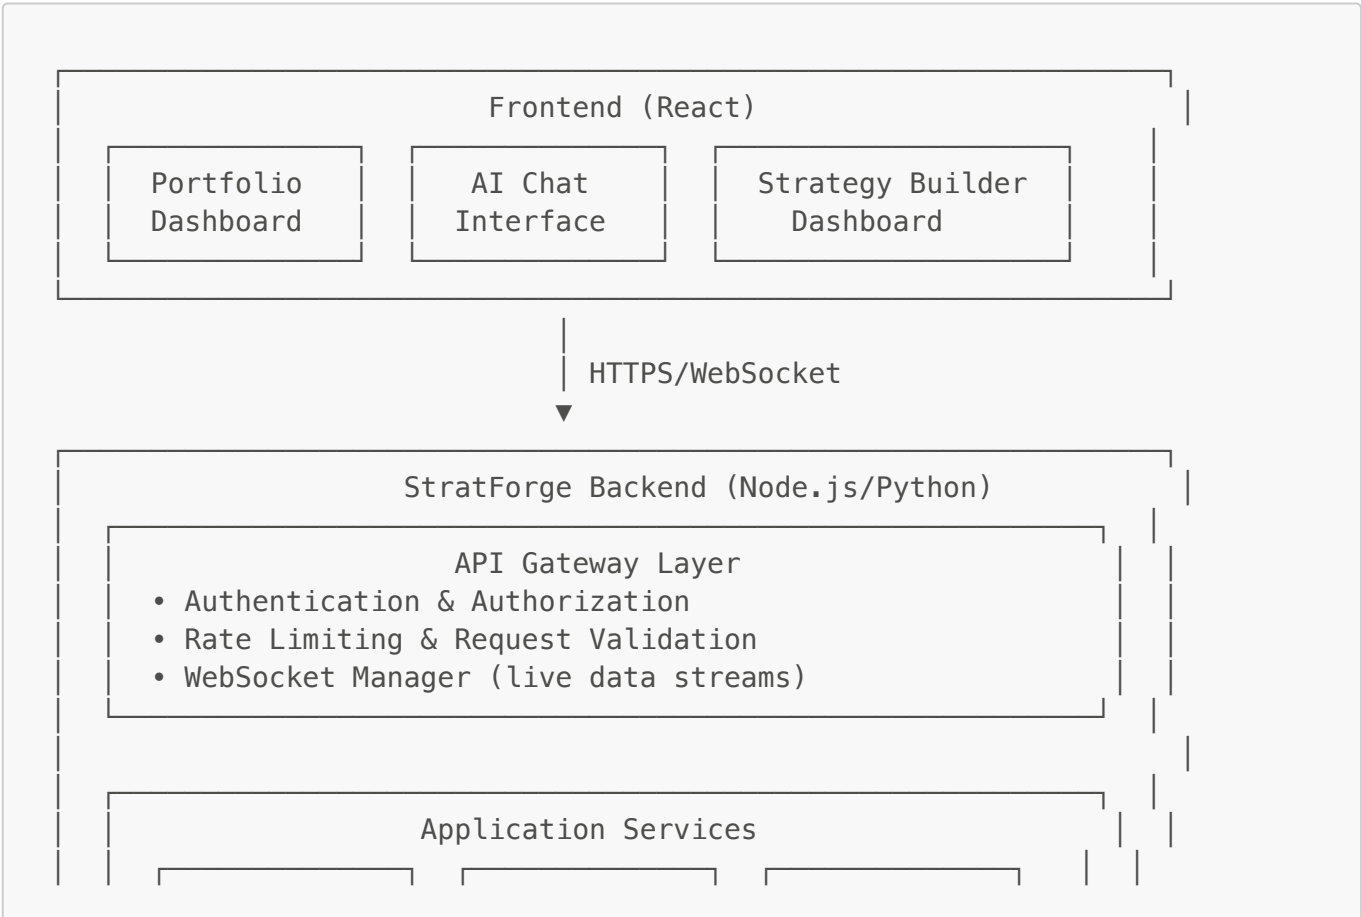 Frontend (React)
Portfolio AI Chat Strategy Builder
Dashboard Interface Dashboard
HTTPS/WebSocket
▼
StratForge Backend (Node.js/Python)
API Gateway Layer
• Authentication & Authorization
• Rate Limiting & Request Validation
• WebSocket Manager (live data streams)
Application Services